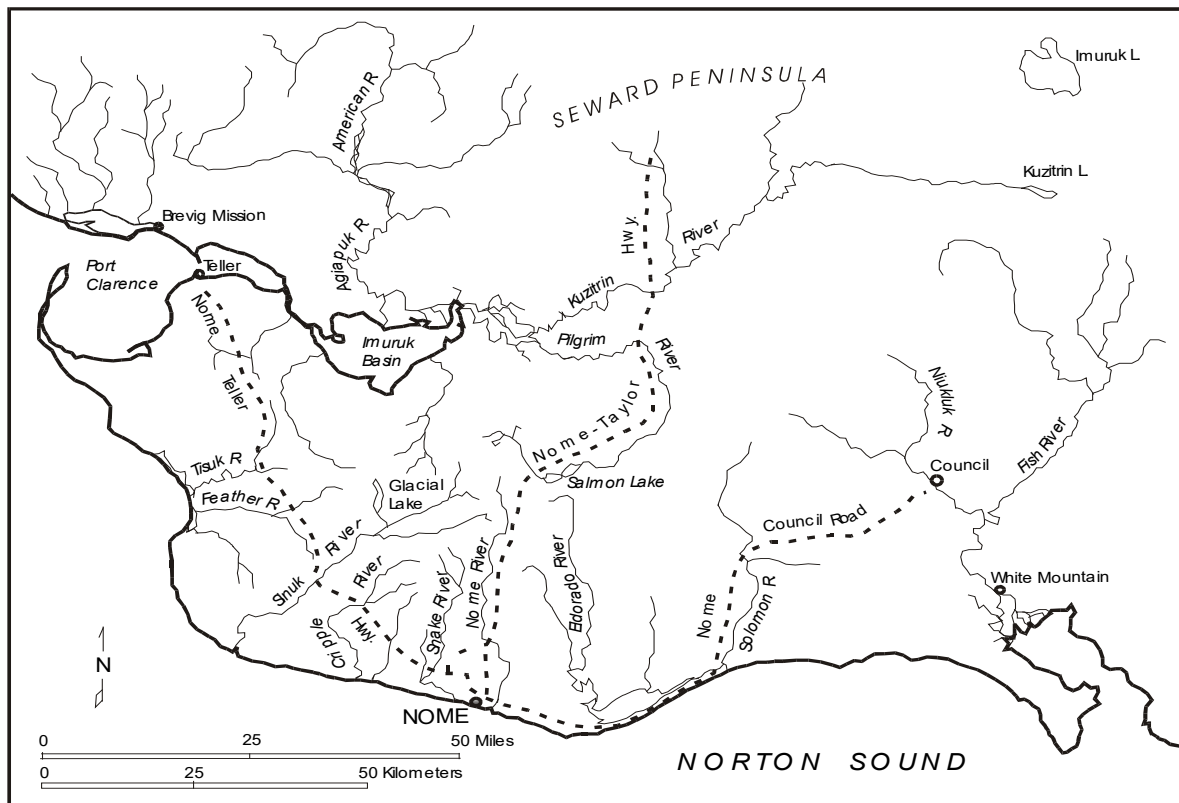 Imuruk L
SEWARD PENINSULA
American R
Kuzitrin L
Brevig Mission
Hwy.
River
Port
Clarence
Teller
Agiapuk R
Kuzitrin
Nome
Imuruk
Basin
Pilgrim
River
Teller
Niukluk R
Nome-Taylor
Fish River
Tisuk R
Council
Feather R
Glacial
Lake
Salmon Lake
Council Road
River
Sinuk
River
Nome River
Eldorado River
White Mountain
Hwy.
Snake River
Nome
Solomon R
Cripple
N
NOME
0 25 50 Miles
NORTON SOUND
0 25 50 Kilometers